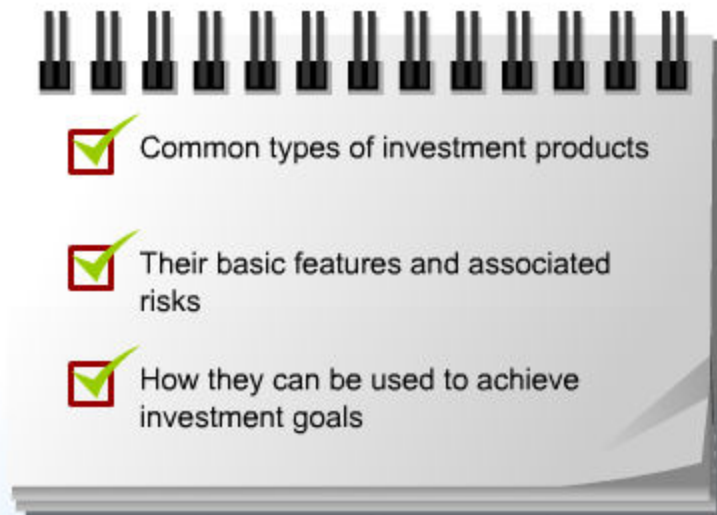 Common types of investment products
Their basic features and associated
risks
How they can be used to achieve
investment goals